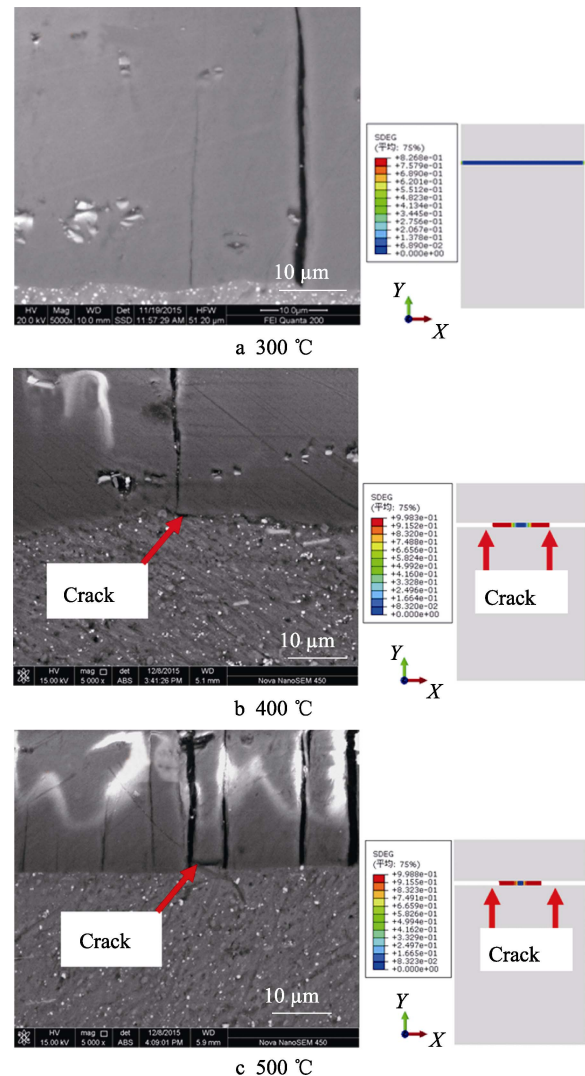 10 µm
HV Mag WD Det 11/19/2015 HFW ―10.0µm―
20.0 kV 5000x 10.0 mm SSD 11:57:29 AM 51.20 µm FEI Quanta 200
SDEG
(平均: 75%)
+8.268e-01
+7.579e-01
+6.890e-01
+6.201e-01
+5.512e-01
+4.823e-01
+4.134e-01
+3.445e-01
+2.756e-01
+2.067e-01
+1.378e-01
+6.890e-02
+0.000e+00
Y
X
a 300 ℃
Crack
10 µm
HV mag det 12/8/2015 WD
15.00 kV 5 000 x ABS 3:41:26 PM 5.1 mm Nova NanoSEM 450
SDEG
(平均: 75%)
+9.983e-01
+9.152e-01
+8.320e-01
+7.488e-01
+6.656e-01
+5.824e-01
+4.992e-01
+4.160e-01
+3.328e-01
+2.496e-01
+1.664e-01
+8.320e-02
+0.000e+00
Crack
Y
X
b 400 ℃
Crack
10 µm
HV mag det 12/8/2015 WD
15.00 kV 5 000 x ABS 4:09:01 PM 5.9 mm Nova NanoSEM 450
SDEG
(平均: 75%)
+9.988e-01
+9.155e-01
+8.323e-01
+7.491e-01
+6.659e-01
+5.826e-01
+4.994e-01
+4.162e-01
+3.329e-01
+2.497e-01
+1.665e-01
+8.323e-02
+0.000e+00
Crack
Y
X
c 500 ℃